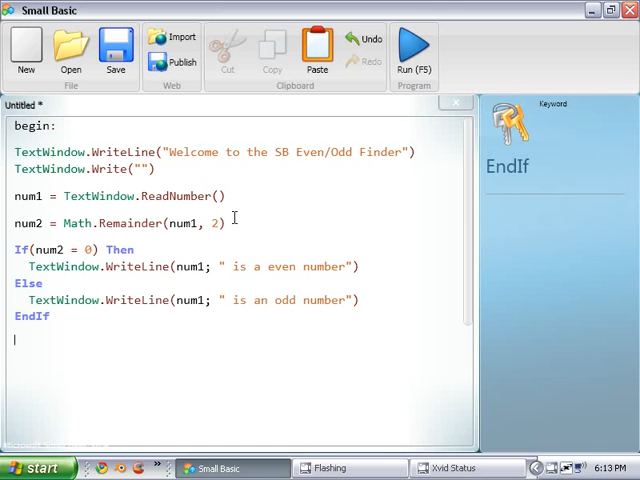 Small Basic
New
Open
Save
Import
Publish
Cut
Copy
Paste
Undo
Redo
Run (F5)
File
Web
Clipboard
Program
Untitled *
begin:
TextWindow.WriteLine("Welcome to the SB Even/Odd Finder")
TextWindow.Write("")
num1 = TextWindow.ReadNumber()
num2 = Math.Remainder(num1, 2)
If(num2 = 0) Then
TextWindow.WriteLine(num1; " is a even number")
Else
TextWindow.WriteLine(num1; " is an odd number")
EndIf
Keyword
EndIf
start
»
Small Basic
Flashing
Xvid Status
6:13 PM